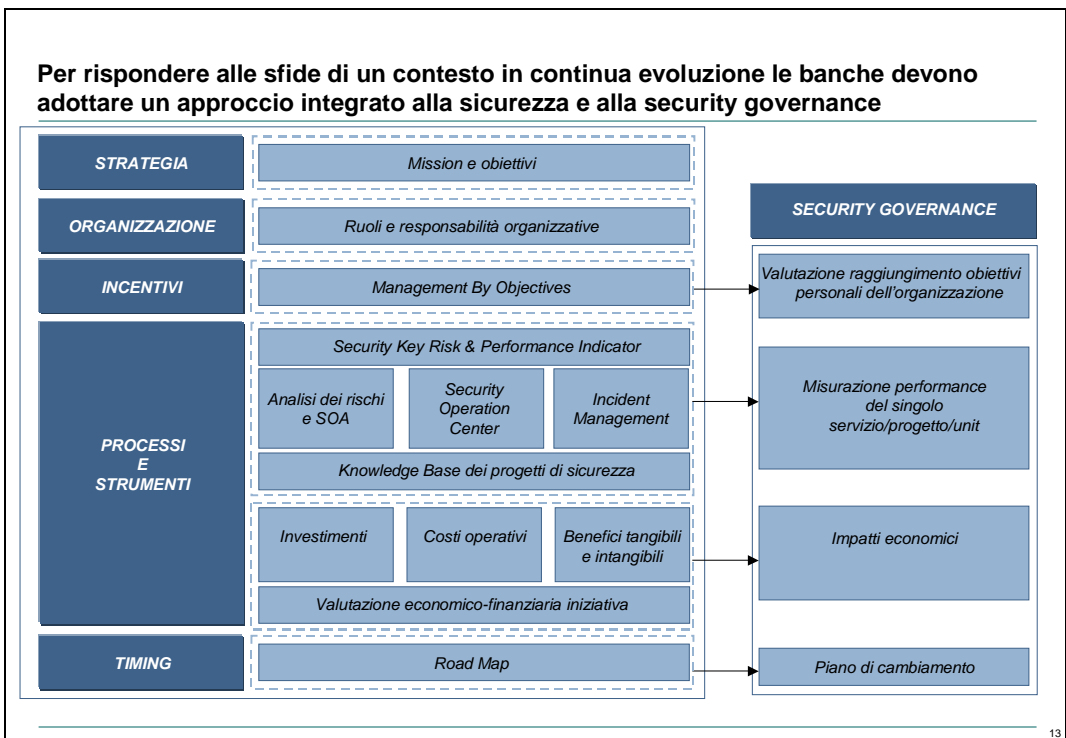 Per rispondere alle sfide di un contesto in continua evoluzione le banche devono
adottare un approccio integrato alla sicurezza e alla security governance
STRATEGIA
Mission e obiettivi
ORGANIZZAZIONE
Ruoli e responsabilità organizzative
INCENTIVI
Management By Objectives
PROCESSI
E
STRUMENTI
Security Key Risk & Performance Indicator
Analisi dei rischi
e SOA
Security
Operation
Center
Incident
Management
Knowledge Base dei progetti di sicurezza
Investimenti
Costi operativi
Benefici tangibili
e intangibili
Valutazione economico-finanziaria iniziativa
TIMING
Road Map
SECURITY GOVERNANCE
Valutazione raggiungimento obiettivi
personali dell'organizzazione
Misurazione performance
del singolo
servizio/progetto/unit
Impatti economici
Piano di cambiamento
13